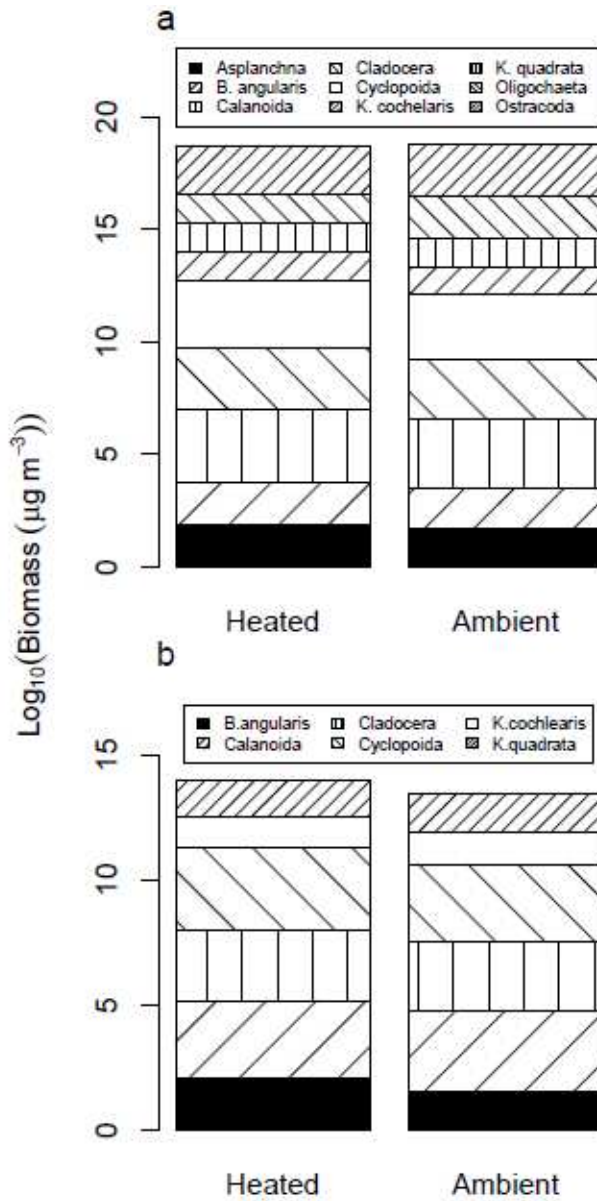 a
Asplanchna Cladocera K. quadrata
B. angularis Cyclopoida Oligochaeta
Calanoida K. cochelaris Ostracoda
20
15
10
5
0
Heated Ambient
Log₁₀(Biomass (μg m⁻³))
b
B.angularis Cladocera K.cochlearis
Calanoida Cyclopoida K.quadrata
15
10
5
0
Heated Ambient